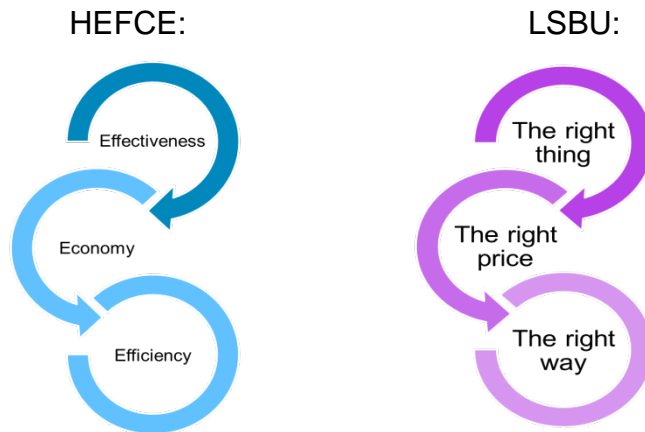 HEFCE:
Effectiveness
Economy
Efficiency
LSBU:
The right
thing
The right
price
The right
way